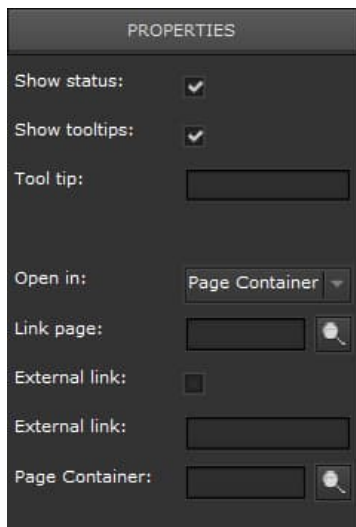 PROPERTIES
Show status:
Show tooltips:
Tool tip:
Open in: Page Container
Link page:
External link:
External link:
Page Container: